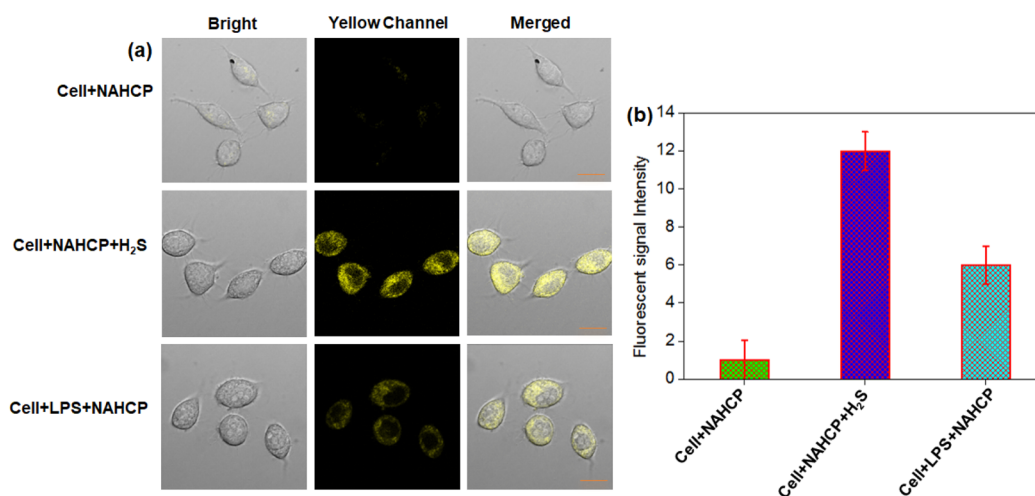 Bright Yellow Channel Merged
(a)
Cell+NAHCP
Cell+NAHCP+H₂S
Cell+LPS+NAHCP
(b)
Fluorescent signal Intensity
14
12
10
8
6
4
2
0
Cell+NAHCP
Cell+NAHCP+H₂S
Cell+LPS+NAHCP